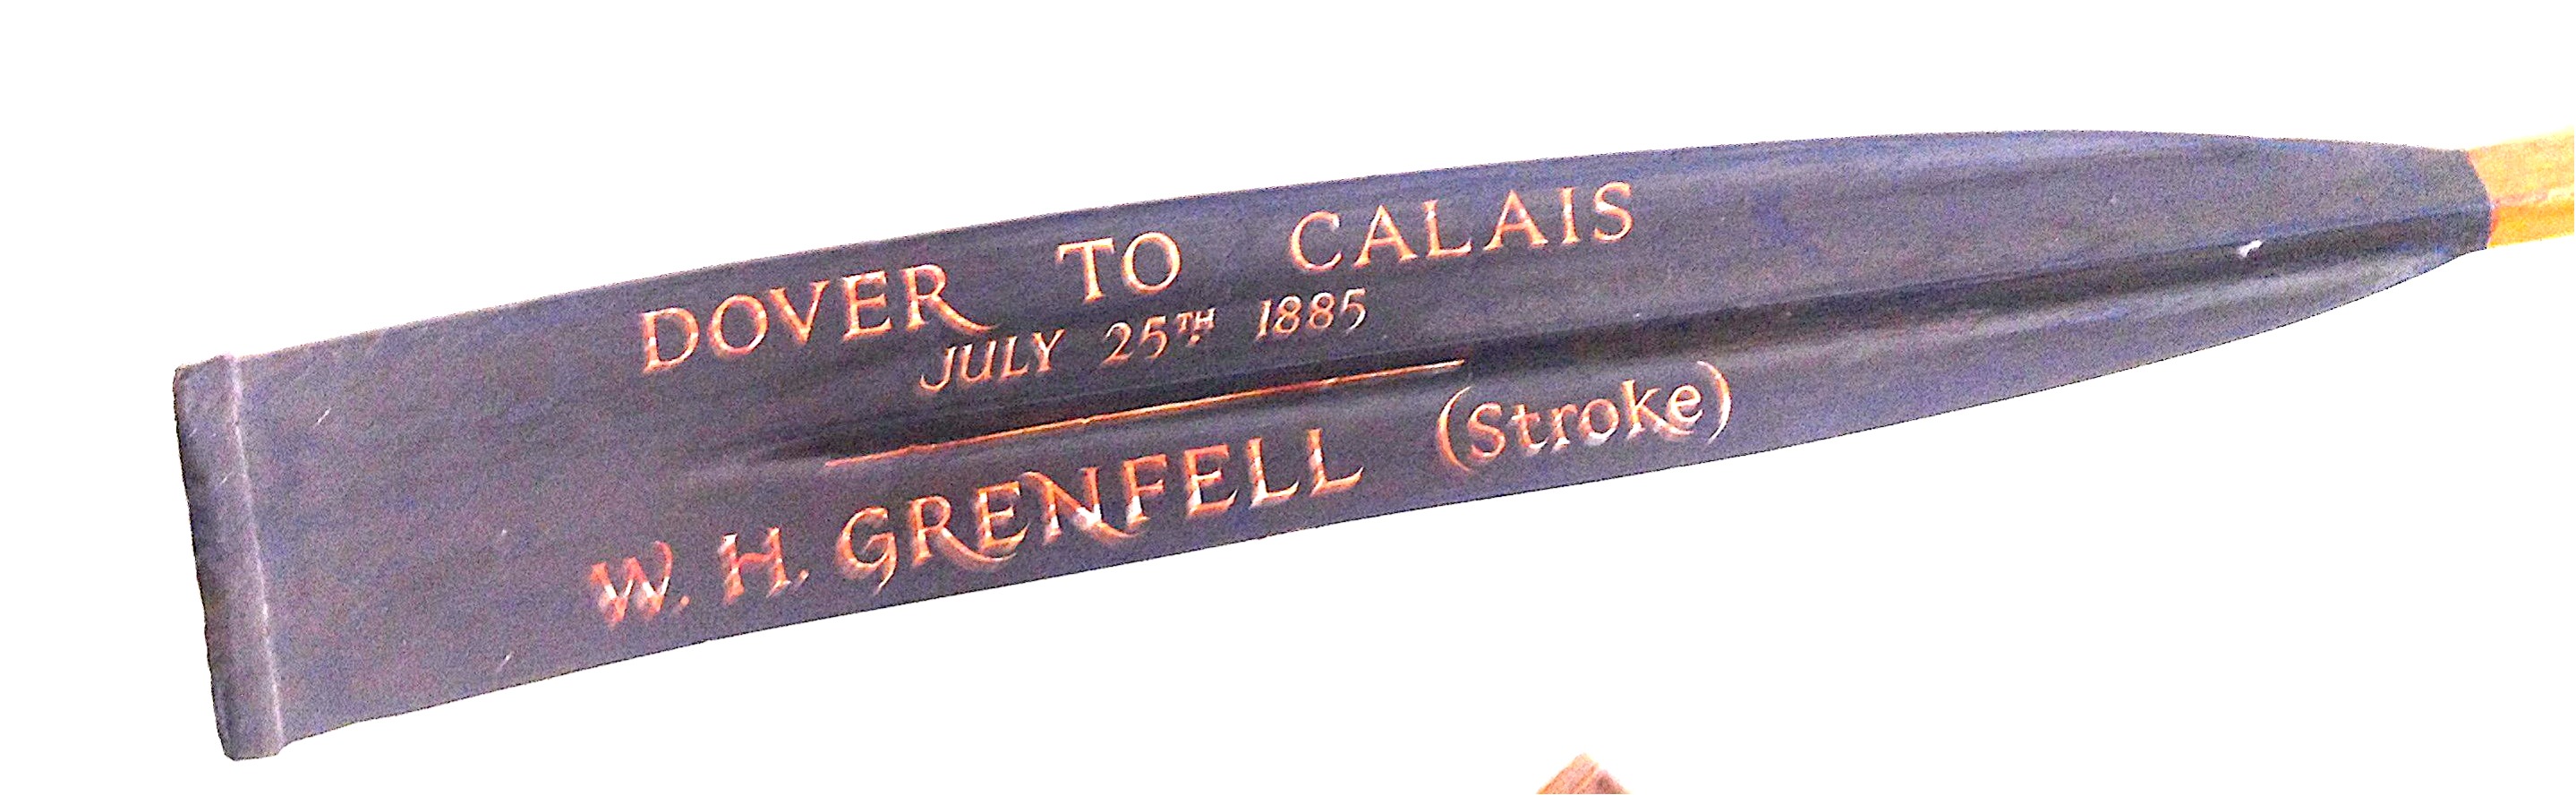 DOVER TO CALAIS
JULY 25TH 1885
W. H. GRENFELL (Stroke)